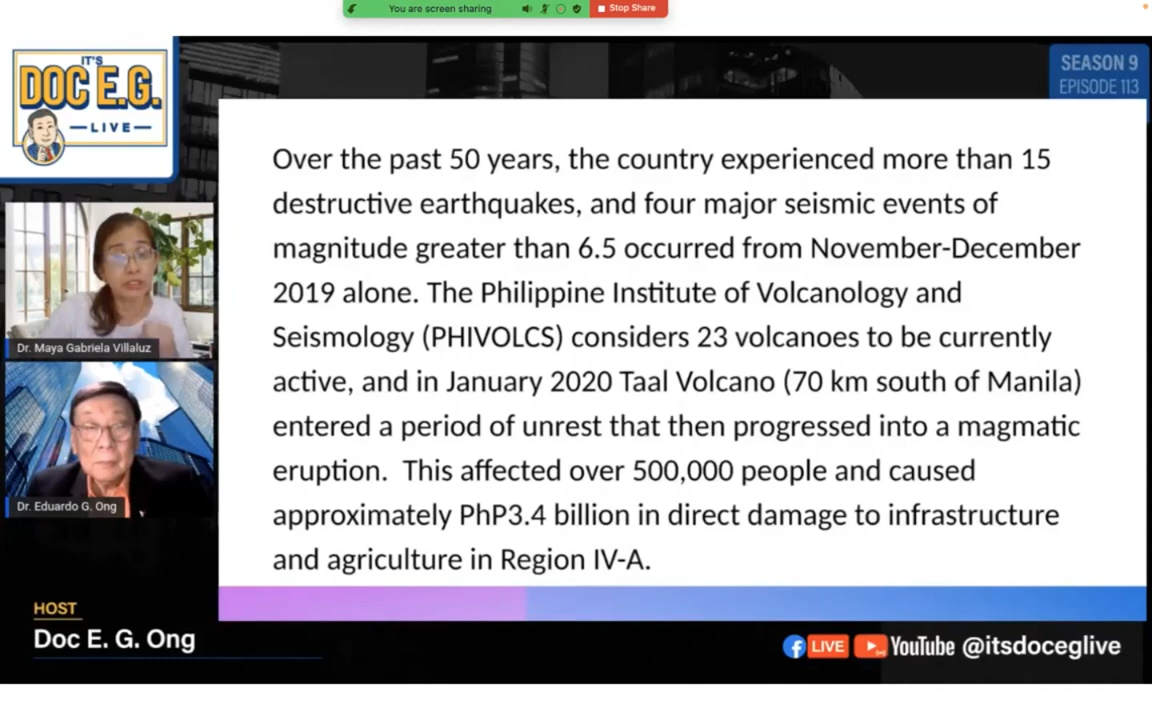 You are screen sharing
Stop Share
IT'S
DOC E.G.
LIVE
SEASON 9
EPISODE 113
Over the past 50 years, the country experienced more than 15
destructive earthquakes, and four major seismic events of
magnitude greater than 6.5 occurred from November-December
2019 alone. The Philippine Institute of Volcanology and
Seismology (PHIVOLCS) considers 23 volcanoes to be currently
active, and in January 2020 Taal Volcano (70 km south of Manila)
entered a period of unrest that then progressed into a magmatic
eruption.  This affected over 500,000 people and caused
approximately PhP3.4 billion in direct damage to infrastructure
and agriculture in Region IV-A.
Dr. Maya Gabriela Villaluz
Dr. Eduardo G. Ong
HOST
Doc E. G. Ong
LIVE
YouTube @itsdoceglive